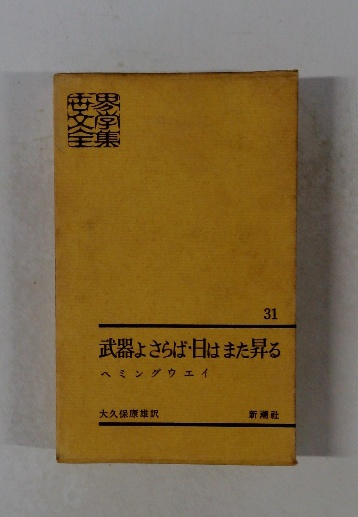 世界文学全集
31
武器よさらば・日はまた昇る
ヘミングウエイ
大久保康雄訳 新潮社